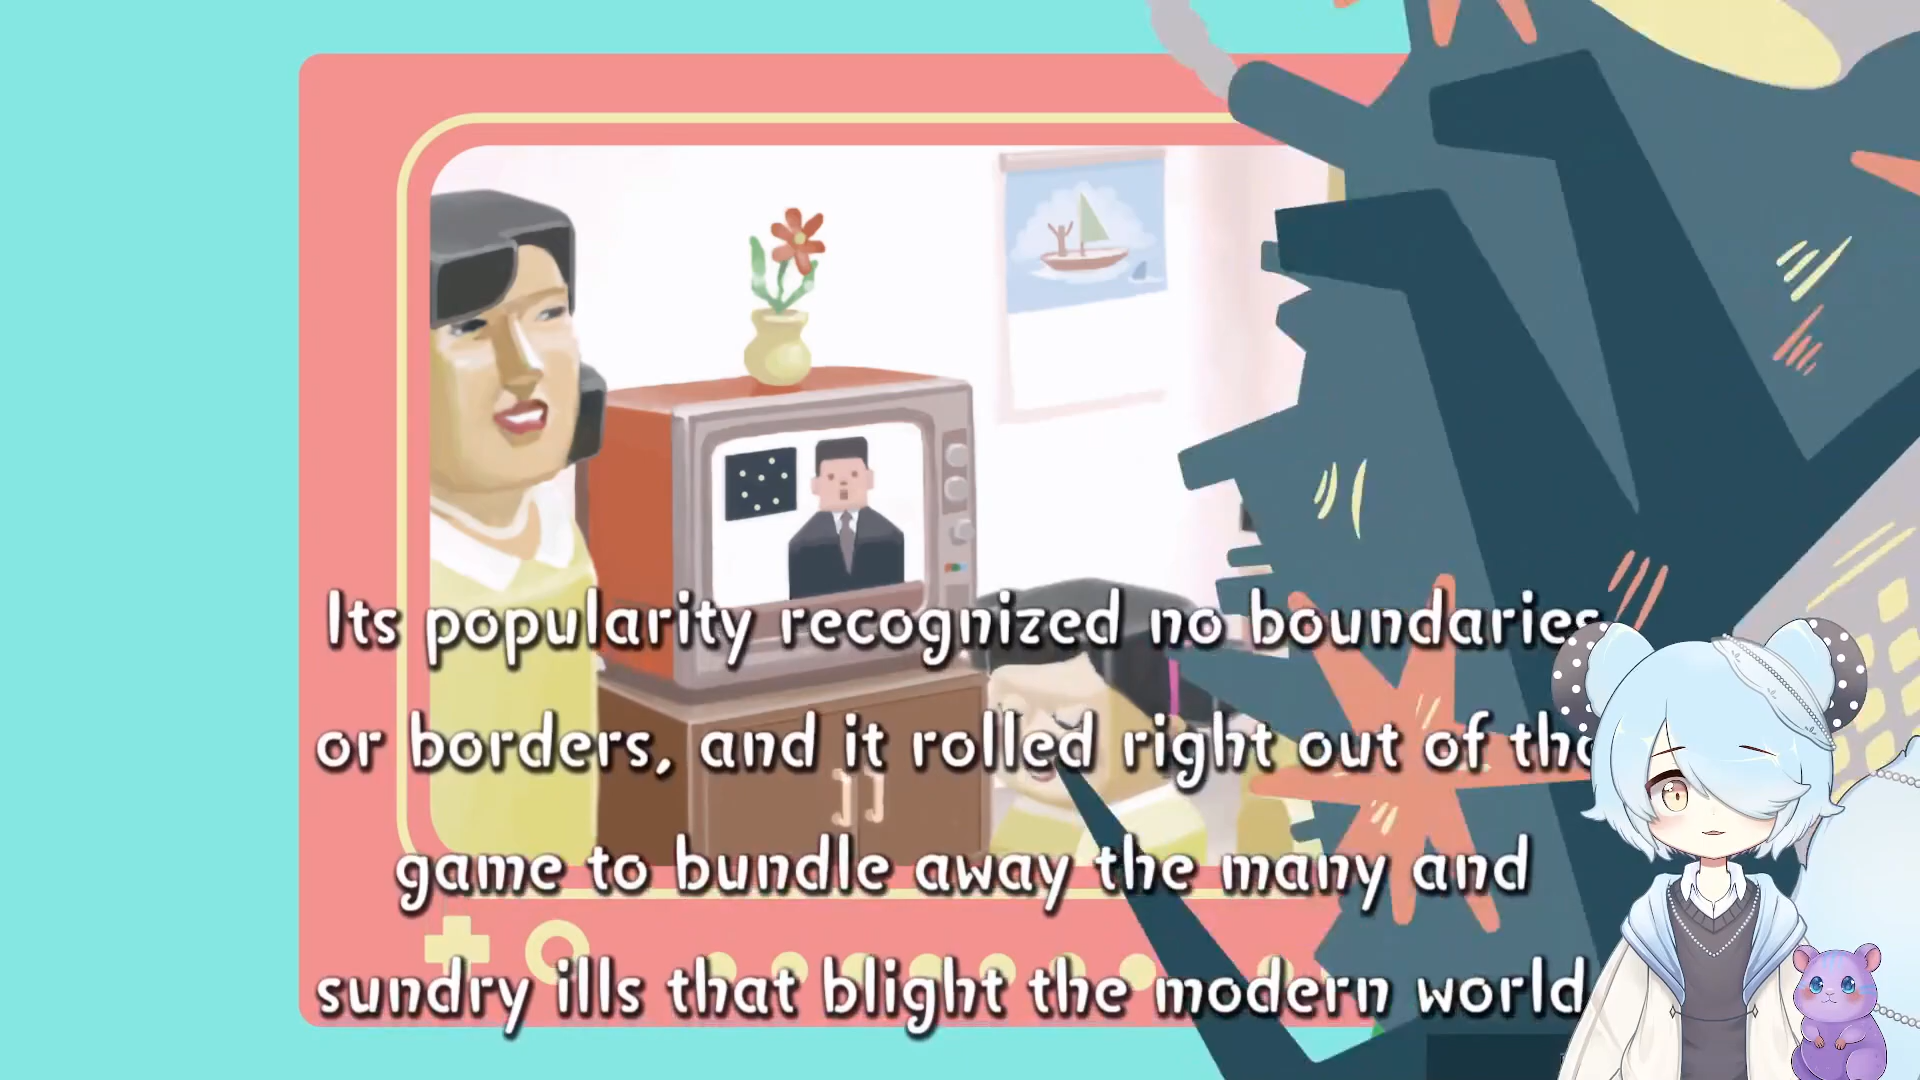 Its popularity recognized no boundaries
or borders, and it rolled right out of the
game to bundle away the many and
sundry ills that blight the modern world